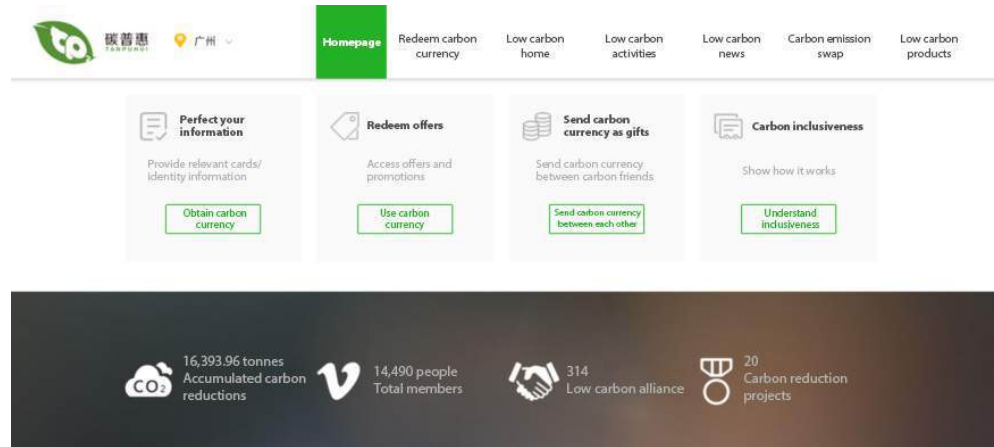 碳普惠
TANPUHUI
广州
Homepage
Redeem carbon
currency
Low carbon
home
Low carbon
activities
Low carbon
news
Carbon emission
swap
Low carbon
products
Perfect your
information
Provide relevant cards/
identity information
Obtain carbon
currency
Redeem offers
Access offers and
promotions
Use carbon
currency
Send carbon
currency as gifts
Send carbon currency
between carbon friends
Send carbon currency
between each other
Carbon inclusiveness
Show how it works
Understand
inclusiveness
CO₂
16,393.96 tonnes
Accumulated carbon
reductions
14,490 people
Total members
314
Low carbon alliance
20
Carbon reduction
projects